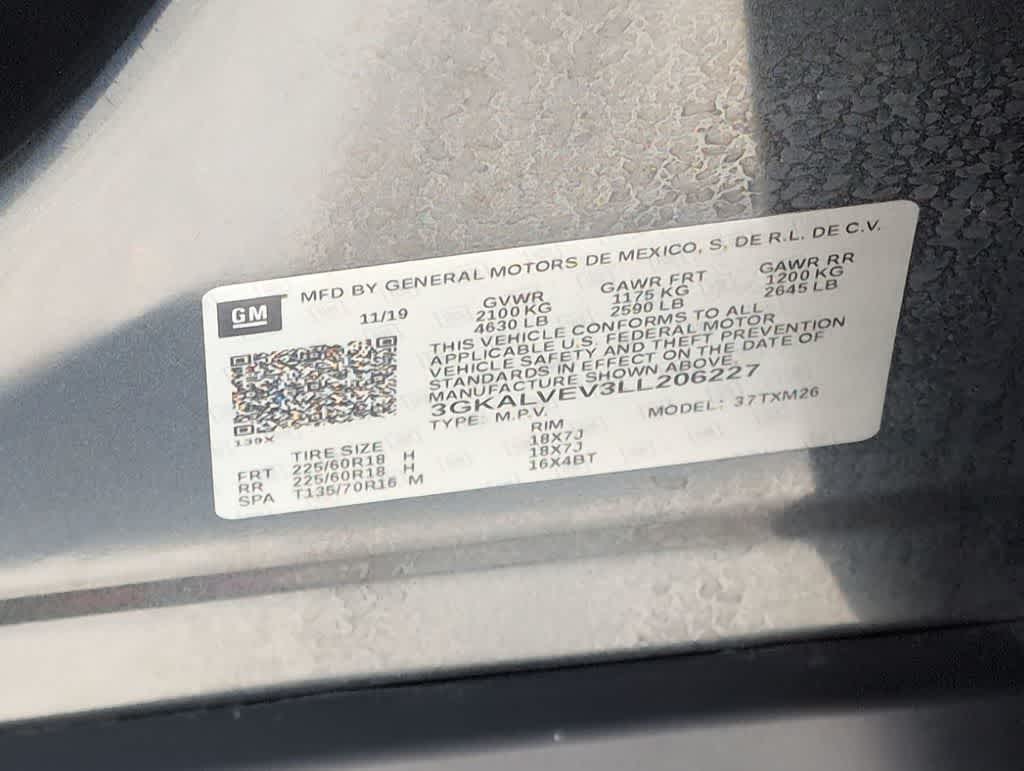 GM
MFD BY GENERAL MOTORS DE MEXICO, S, DE R.L. DE C.V.
11/19
GVWR GAWR FRT GAWR RR
2100 KG 1175 KG 1200 KG
4630 LB 2590 LB 2645 LB
THIS VEHICLE CONFORMS TO ALL
APPLICABLE U.S. FEDERAL MOTOR
VEHICLE SAFETY AND THEFT PREVENTION
STANDARDS IN EFFECT ON THE DATE OF
MANUFACTURE SHOWN ABOVE.
3GKALVEV3LL206227
TYPE: M.P.V. MODEL: 37TXM26
139X
TIRE SIZE RIM
FRT 225/60R18 H 18X7J
RR 225/60R18 H 18X7J
SPA T135/70R16 M 16X4BT